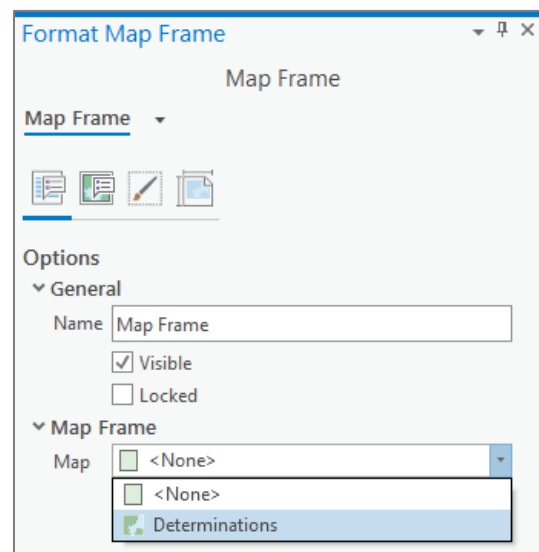 Format Map Frame
Map Frame
Map Frame
Options
General
Name Map Frame
Visible
Locked
Map Frame
Map <None>
<None>
Determinations